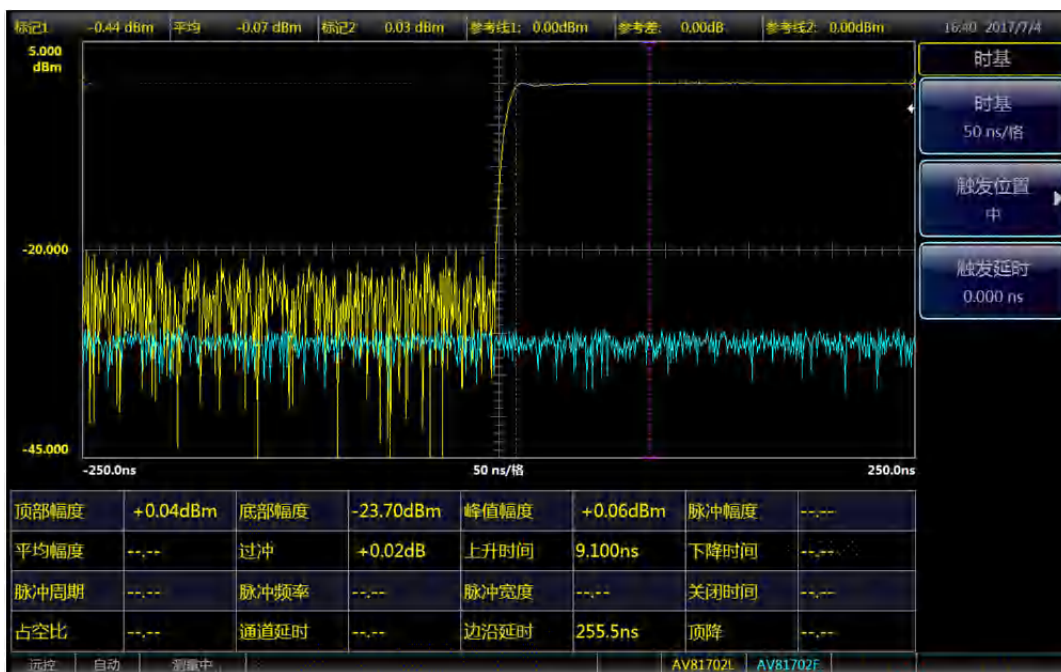 标记1 -0.44 dBm 平均 -0.07 dBm 标记2 0.03 dBm 参考线1: 0.00dBm 参考差: 0.00dB 参考线2: 0.00dBm 16:40 2017/7/4
5.000
dBm
-20.000
-45.000
-250.0ns 50 ns/格 250.0ns
时基
时基
50 ns/格
触发位置
中
触发延时
0.000 ns
顶部幅度 +0.04dBm 底部幅度 -23.70dBm 峰值幅度 +0.06dBm 脉冲幅度 --.--
平均幅度 --.-- 过冲 +0.02dB 上升时间 9.100ns 下降时间 --.--
脉冲周期 --.-- 脉冲频率 --.-- 脉冲宽度 --.-- 关闭时间 --.--
占空比 --.-- 通道延时 --.-- 边沿延时 255.5ns 顶降 --.--
远控 自动 测量中 AV81702L AV81702F